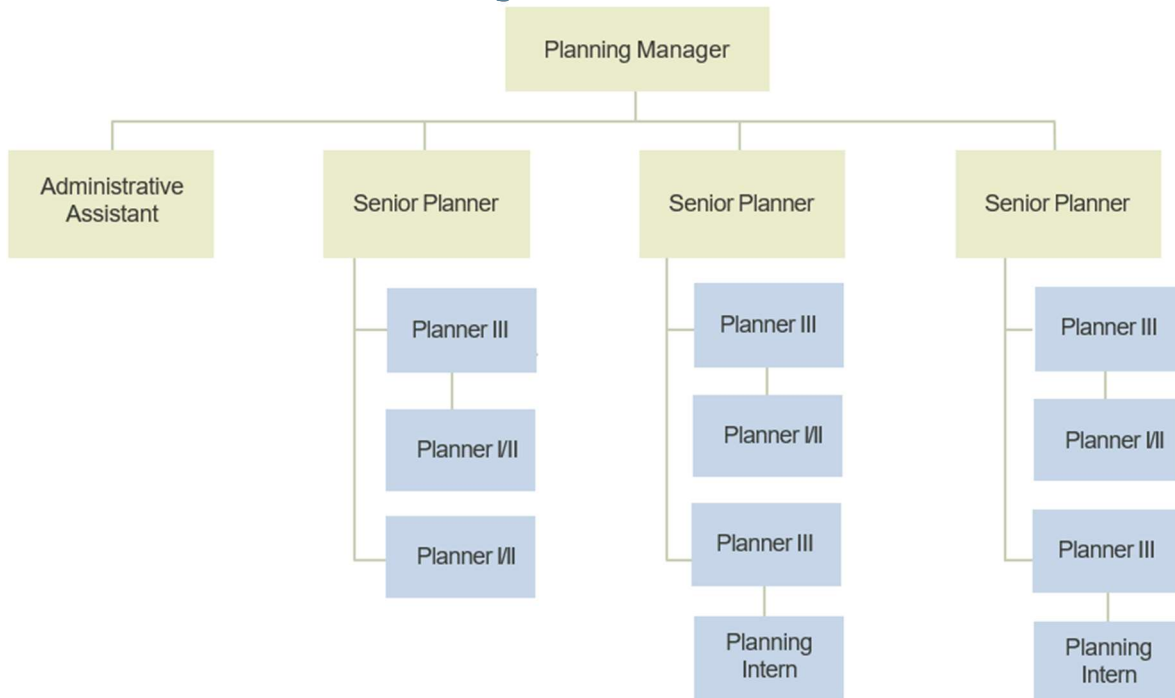 Planning Manager
Administrative
Assistant
Senior Planner
Senior Planner
Senior Planner
Planner III
Planner I/II
Planner I/II
Planner III
Planner I/II
Planner III
Planning
Intern
Planner III
Planner I/II
Planner III
Planning
Intern